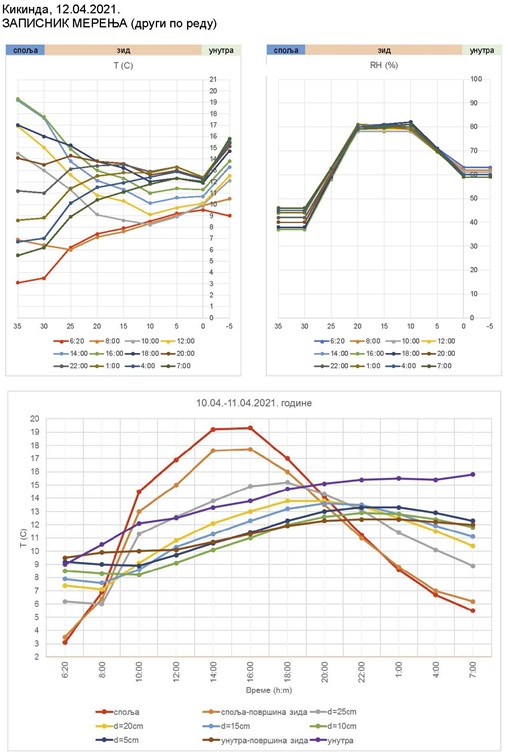 Кикинда, 12.04.2021.
ЗАПИСНИК МЕРЕЊА (други по реду)
споља зид унутра
T (C)
21
20
19
18
17
16
15
14
13
12
11
10
9
8
7
6
5
4
3
2
1
0
35 30 25 20 15 10 5 0 -5
6:20 8:00 10:00 12:00
14:00 16:00 18:00 20:00
22:00 1:00 4:00 7:00
споља зид унутра
RH (%)
100
90
80
70
60
50
40
30
20
10
0
35 30 25 20 15 10 5 0 -5
6:20 8:00 10:00 12:00
14:00 16:00 18:00 20:00
22:00 1:00 4:00 7:00
10.04.-11.04.2021. године
T (C)
20
19
18
17
16
15
14
13
12
11
10
9
8
7
6
5
4
3
2
6:20 8:00 10:00 12:00 14:00 16:00 18:00 20:00 22:00 1:00 4:00 7:00
Време (h:m)
споља споља-површина зида d=25cm
d=20cm d=15cm d=10cm
d=5cm унутра-површина зида унутра